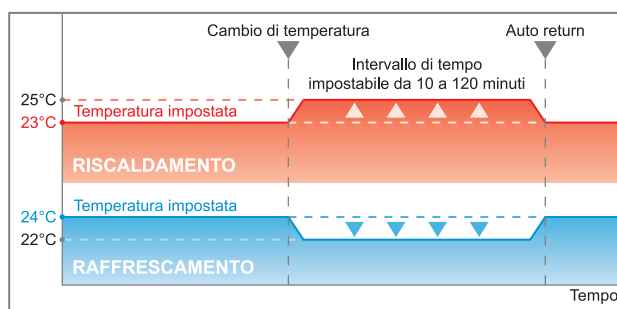 Cambio di temperatura
Auto return
Intervallo di tempo
impostabile da 10 a 120 minuti
25°C
Temperatura impostata
23°C
RISCALDAMENTO
Temperatura impostata
24°C
22°C
RAFFRESCAMENTO
Tempo